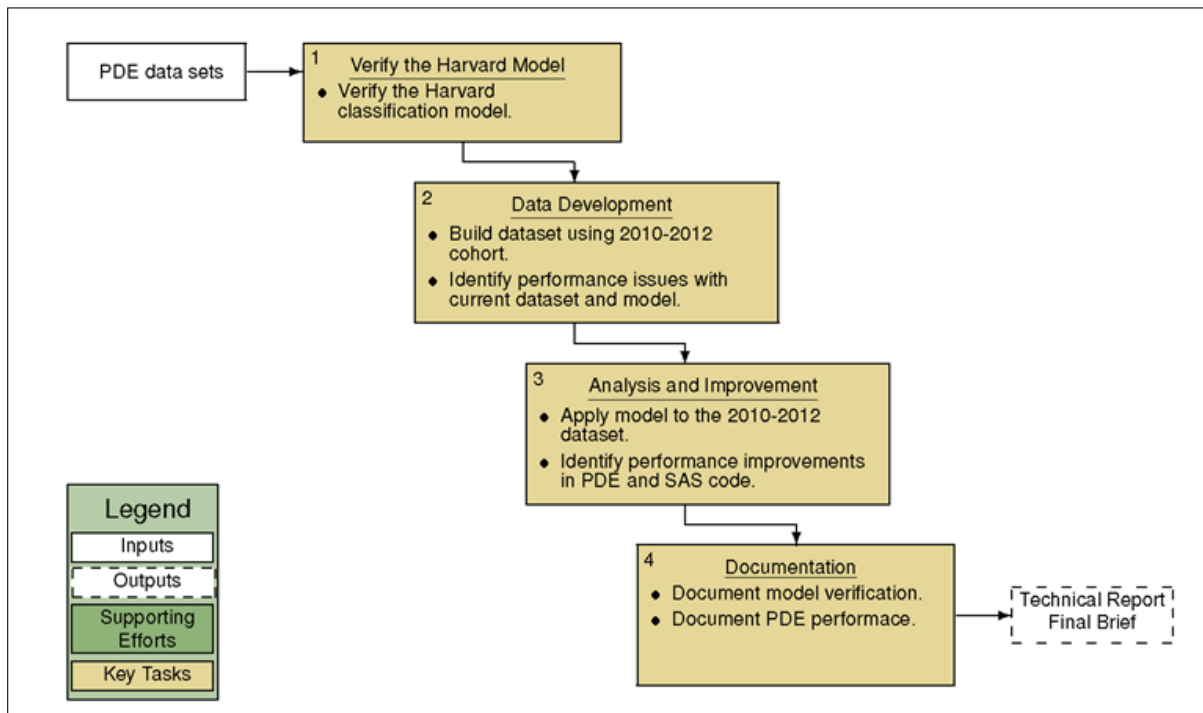 PDE data sets
1
Verify the Harvard Model
● Verify the Harvard
classification model.
2
Data Development
● Build dataset using 2010-2012
cohort.
● Identify performance issues with
current dataset and model.
3
Analysis and Improvement
● Apply model to the 2010-2012
dataset.
● Identify performance improvements
in PDE and SAS code.
4
Documentation
● Document model verification.
● Document PDE performace.
Technical Report
Final Brief
Legend
Inputs
Outputs
Supporting
Efforts
Key Tasks